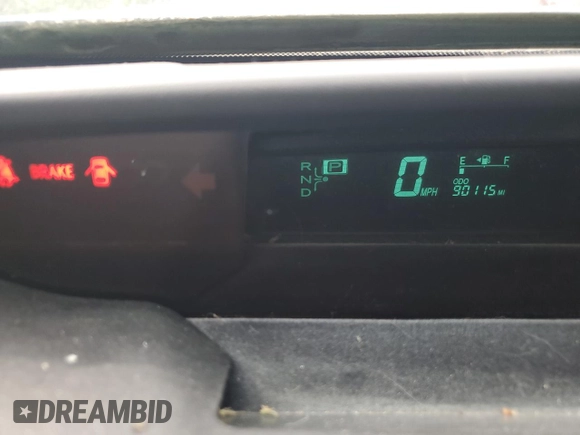 BRAKE
R P
N
D
0 MPH
E F
ODO
90115 MI
DREAMBID